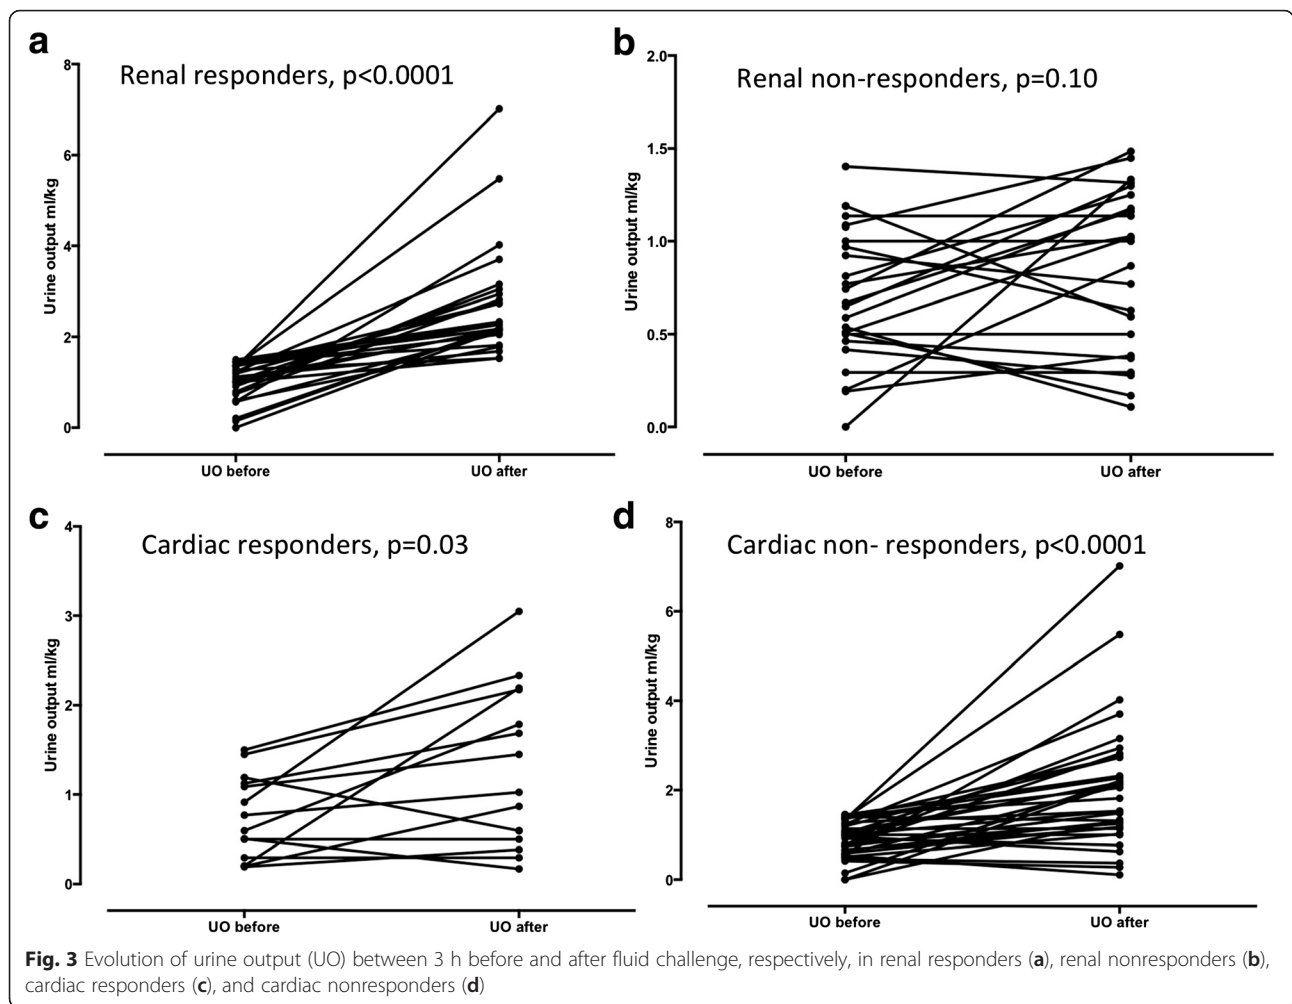 a
Renal responders, p<0.0001
8
6
4
2
0
Urine output ml/kg
UO before
UO after
b
Renal non-responders, p=0.10
2.0
1.5
1.0
0.5
0.0
Urine output ml/kg
UO before
UO after
c
Cardiac responders, p=0.03
4
3
2
1
0
Urine output ml/kg
UO before
UO after
d
Cardiac non- responders, p<0.0001
8
6
4
2
0
Urine output ml/kg
UO before
UO after
Fig. 3 Evolution of urine output (UO) between 3 h before and after fluid challenge, respectively, in renal responders (a), renal nonresponders (b),
cardiac responders (c), and cardiac nonresponders (d)